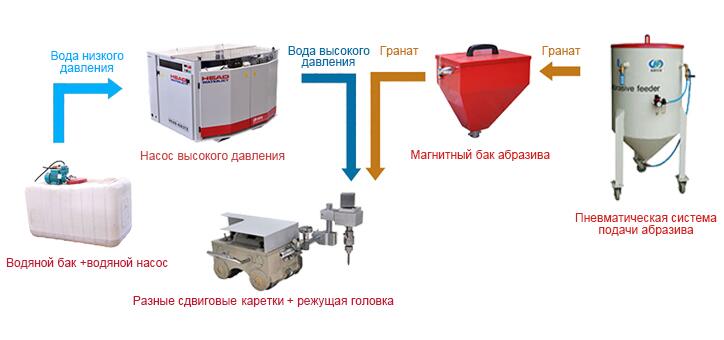 Вода низкого
давления
Вода высокого
давления
Гранат
Гранат
HEAD
WATERJET
brasive feeder
Насос высокого давления
Магнитный бак абразива
Пневматическая система
подачи абразива
Водяной бак +водяной насос
Разные сдвиговые каретки + режущая головка